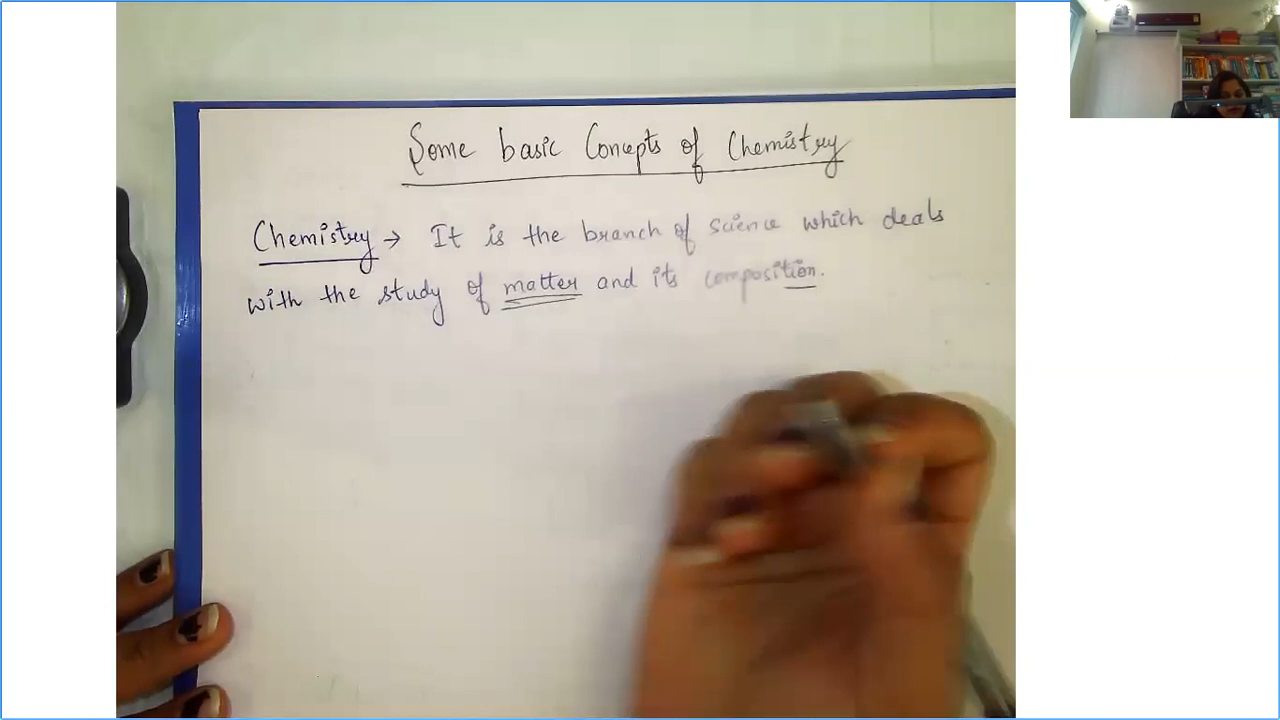 Some basic Concepts of Chemistry
Chemistry → It is the branch of science which deals
with the study of matter and its composition.